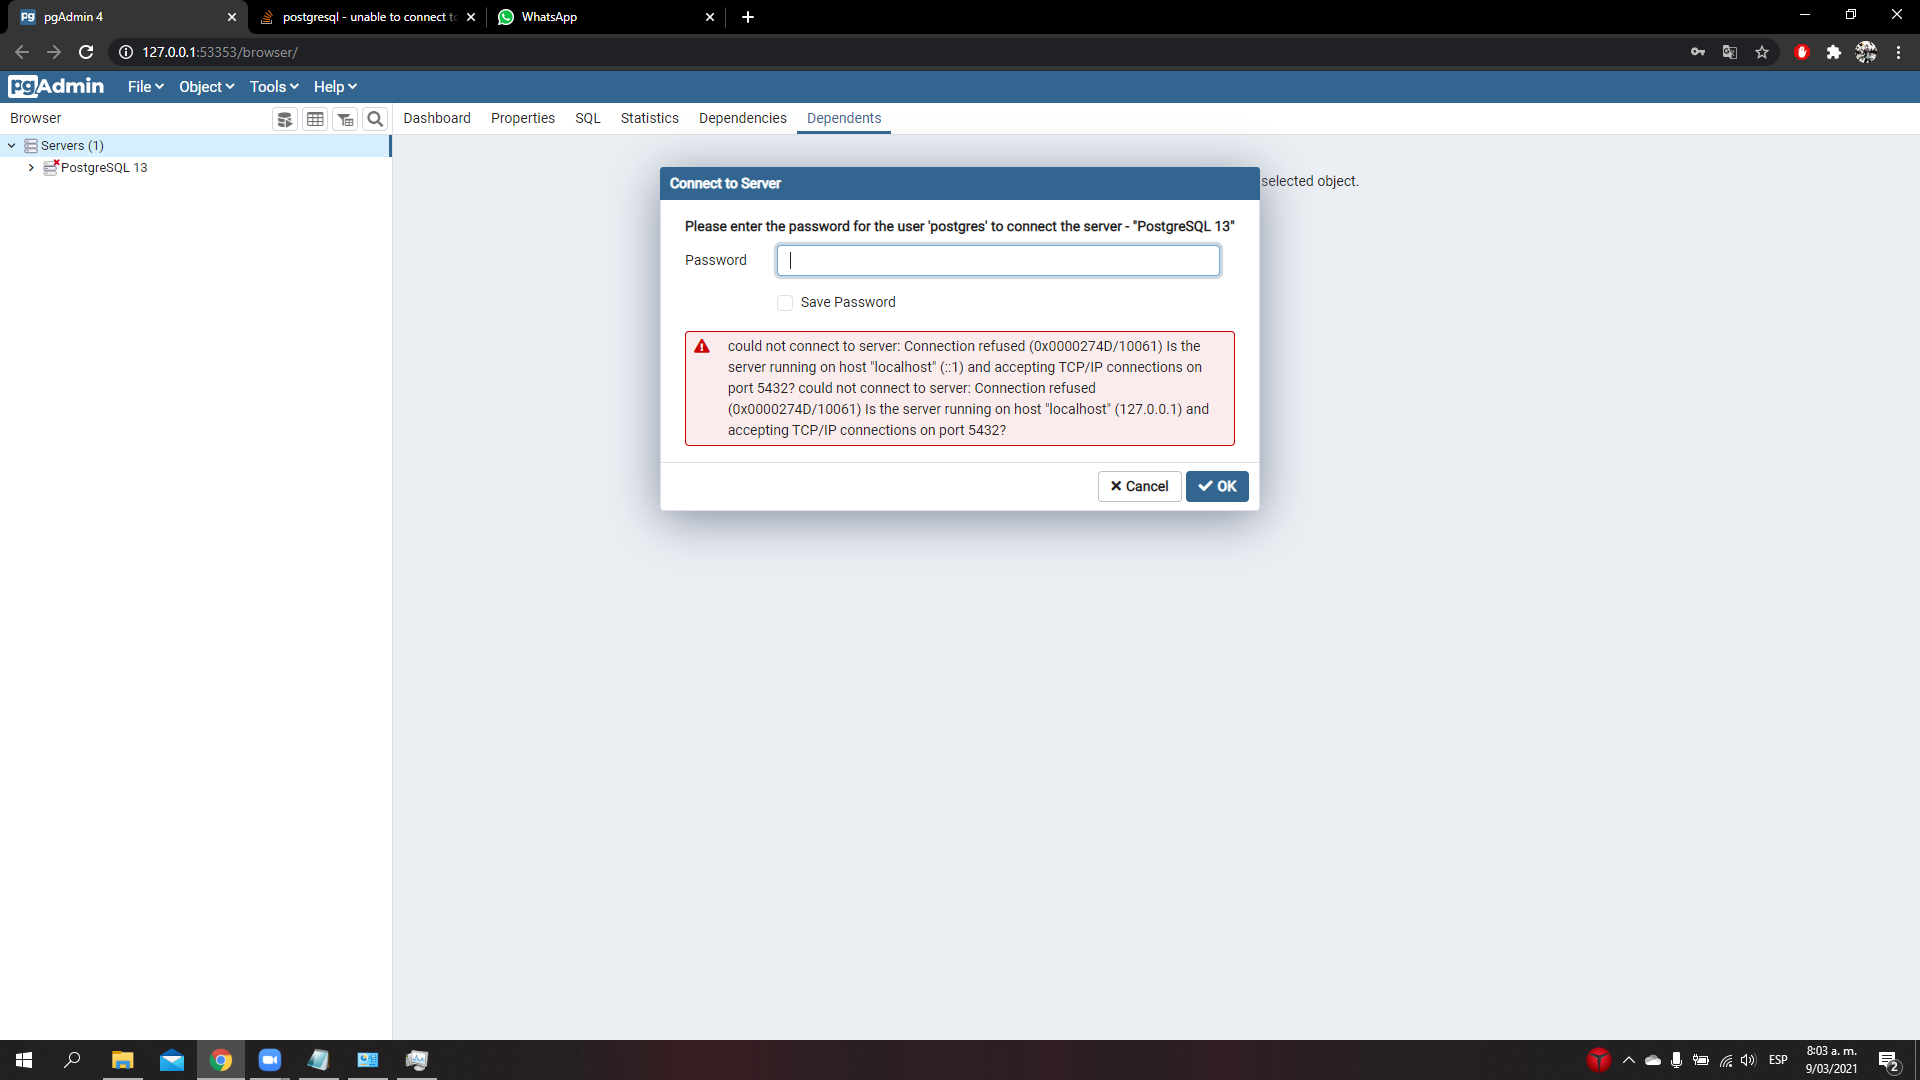 pgAdmin 4
postgresql - unable to connect to
WhatsApp
127.0.0.1:53353/browser/
pgAdmin
File
Object
Tools
Help
Browser
Dashboard
Properties
SQL
Statistics
Dependencies
Dependents
Servers (1)
PostgreSQL 13
selected object.
Connect to Server
Please enter the password for the user 'postgres' to connect the server - "PostgreSQL 13"
Password
Save Password
could not connect to server: Connection refused (0x0000274D/10061) Is the
server running on host "localhost" (::1) and accepting TCP/IP connections on
port 5432? could not connect to server: Connection refused
(0x0000274D/10061) Is the server running on host "localhost" (127.0.0.1) and
accepting TCP/IP connections on port 5432?
Cancel
OK
ESP
8:03 a. m.
9/03/2021
2